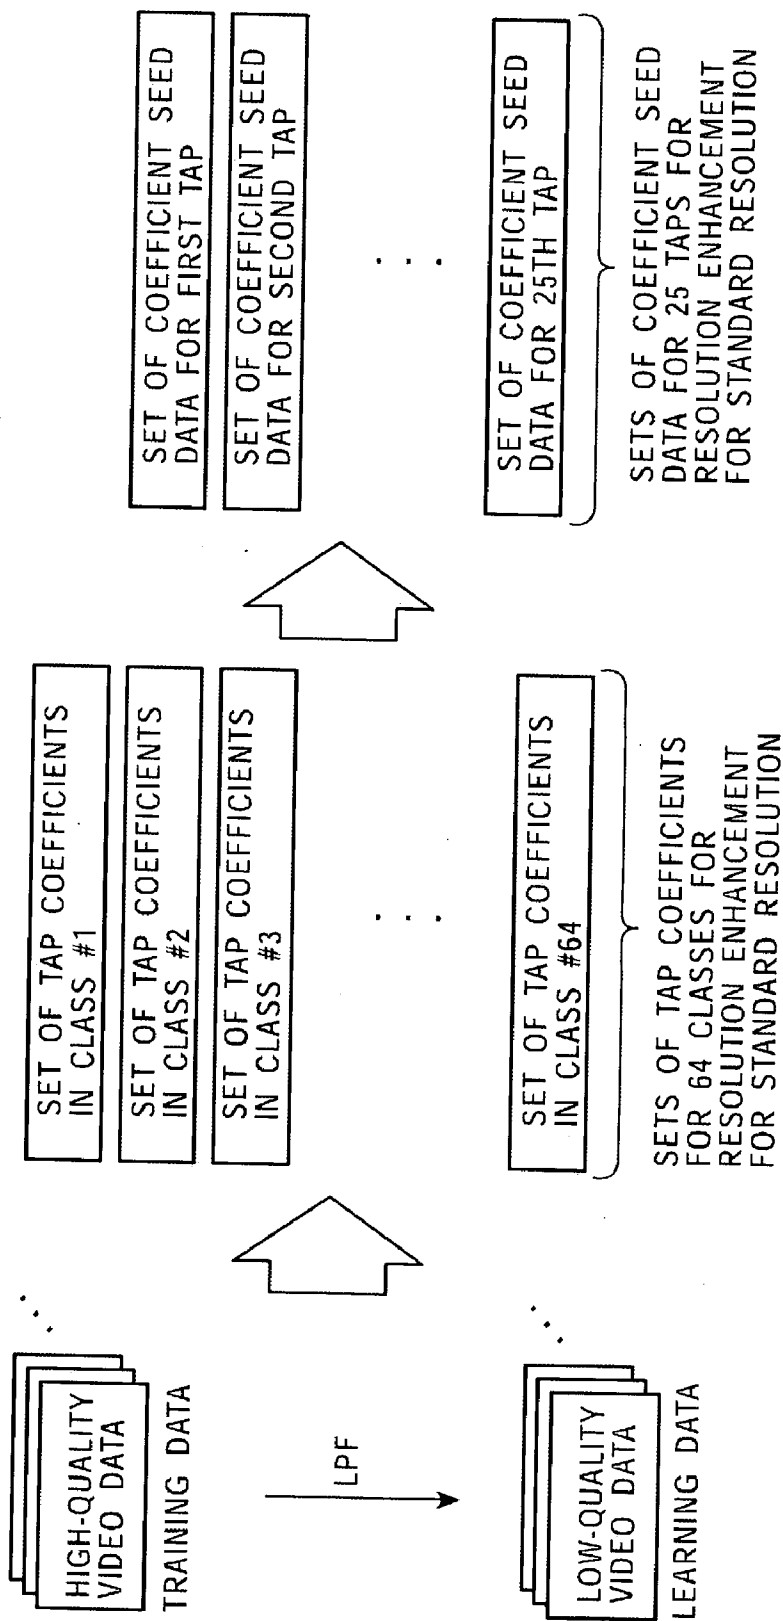 HIGH-QUALITY
VIDEO DATA
TRAINING DATA
LPF
LOW-QUALITY
VIDEO DATA
LEARNING DATA
SET OF TAP COEFFICIENTS
IN CLASS #1
SET OF TAP COEFFICIENTS
IN CLASS #2
SET OF TAP COEFFICIENTS
IN CLASS #3
. . .
SET OF TAP COEFFICIENTS
IN CLASS #64
SETS OF TAP COEFFICIENTS
FOR 64 CLASSES FOR
RESOLUTION ENHANCEMENT
FOR STANDARD RESOLUTION
SET OF COEFFICIENT SEED
DATA FOR FIRST TAP
SET OF COEFFICIENT SEED
DATA FOR SECOND TAP
. . .
SET OF COEFFICIENT SEED
DATA FOR 25TH TAP
SETS OF COEFFICIENT SEED
DATA FOR 25 TAPS FOR
RESOLUTION ENHANCEMENT
FOR STANDARD RESOLUTION